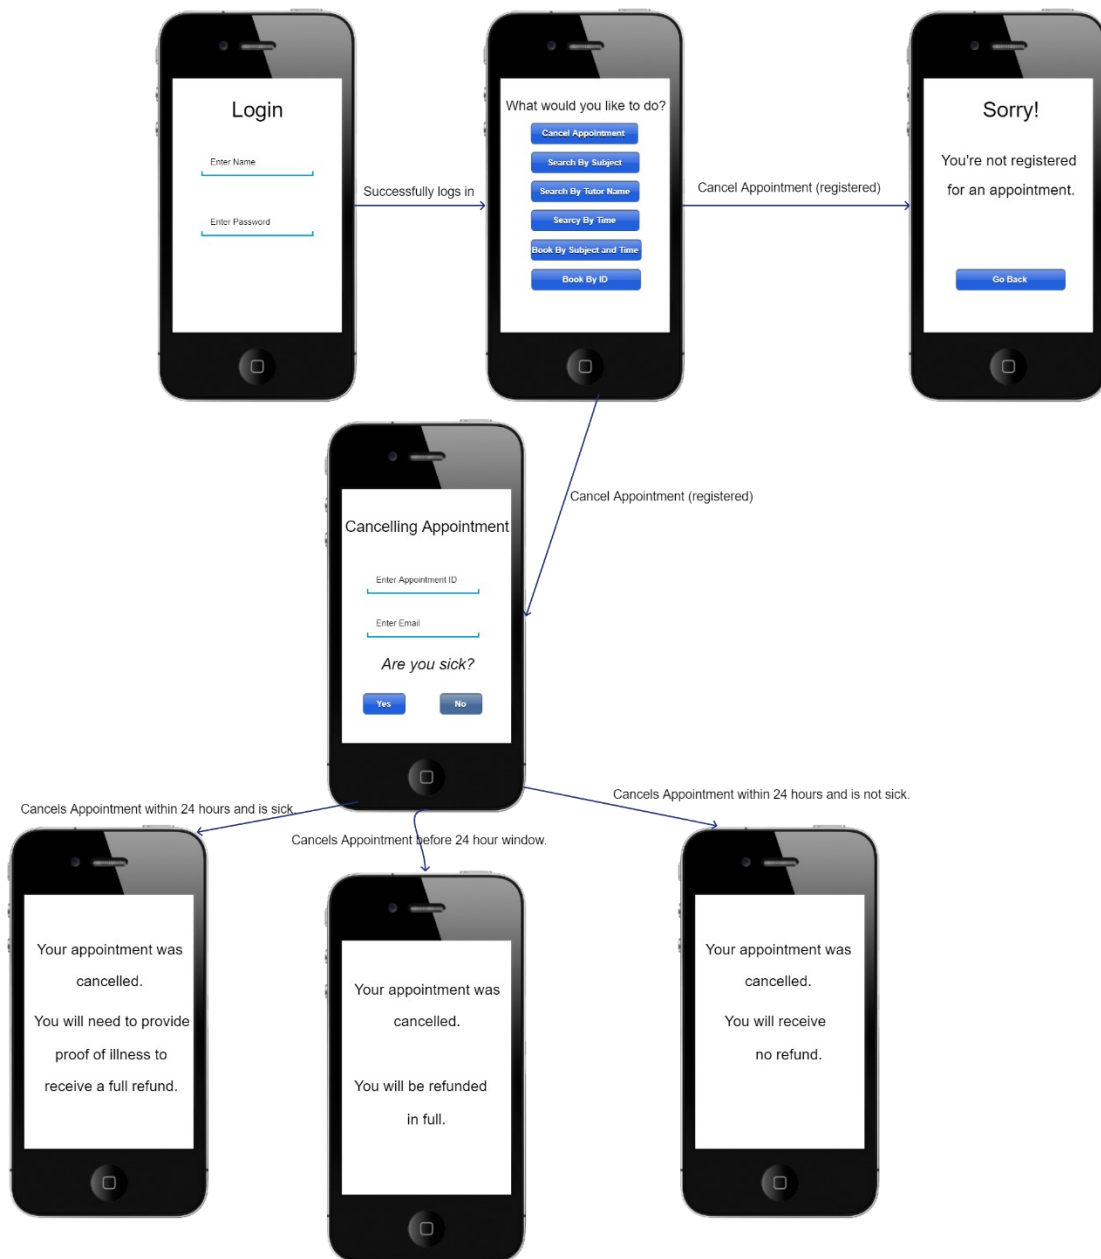 Login
Enter Name
Enter Password
Successfully logs in
What would you like to do?
Cancel Appointment
Search By Subject
Search By Tutor Name
Searcy By Time
Book By Subject and Time
Book By ID
Cancel Appointment (registered)
Sorry!
You're not registered
for an appointment.
Go Back
Cancel Appointment (registered)
Cancelling Appointment
Enter Appointment ID
Enter Email
Are you sick?
Yes
No
Cancels Appointment within 24 hours and is sick.
Cancels Appointment before 24 hour window.
Cancels Appointment within 24 hours and is not sick.
Your appointment was
cancelled.
You will need to provide
proof of illness to
receive a full refund.
Your appointment was
cancelled.
You will be refunded
in full.
Your appointment was
cancelled.
You will receive
no refund.